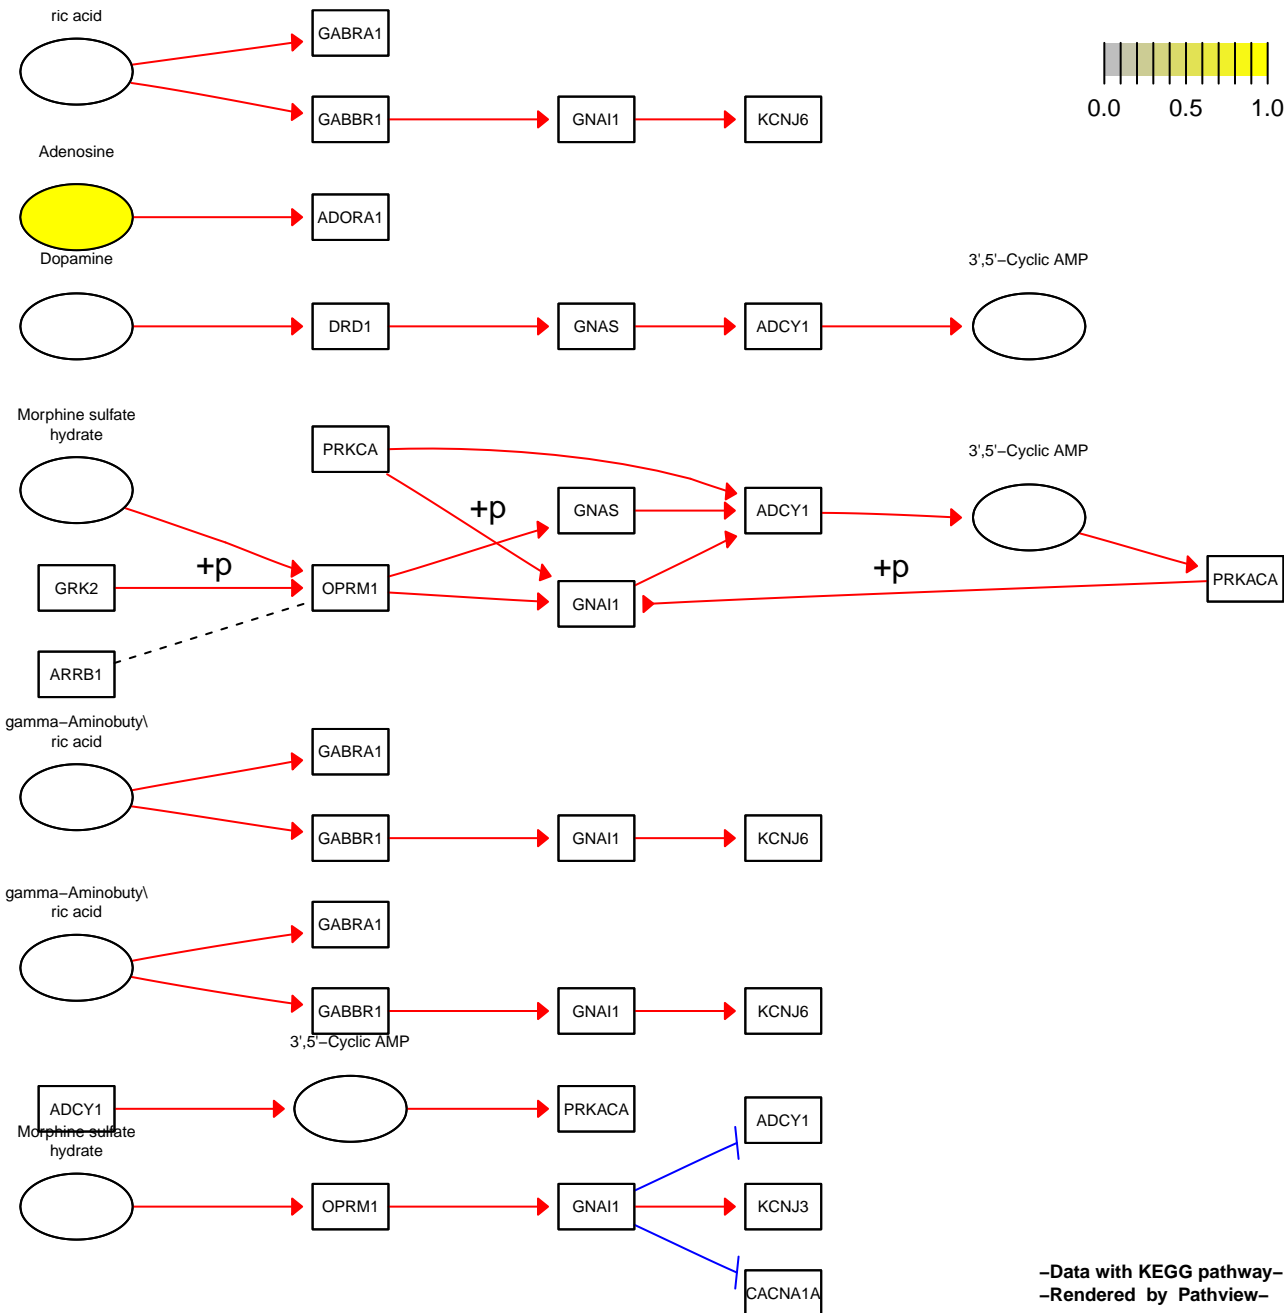 ric acid
GABRA1
0.0 0.5 1.0
GABBR1 GNAI1 KCNJ6
Adenosine
ADORA1
Dopamine 3',5'−Cyclic AMP
DRD1 GNAS ADCY1
Morphine sulfate
hydrate
PRKCA
3',5'−Cyclic AMP
+p
GNAS ADCY1
+p
+p
GRK2 OPRM1 GNAI1 PRKACA
ARRB1
gamma−Aminobuty\
ric acid
GABRA1
GABBR1 GNAI1 KCNJ6
gamma−Aminobuty\
ric acid
GABRA1
GABBR1 GNAI1 KCNJ6
3',5'−Cyclic AMP
ADCY1 PRKACA ADCY1
Morphine sulfate
hydrate
OPRM1 GNAI1 KCNJ3
CACNA1A
−Data with KEGG pathway−
−Rendered by Pathview−